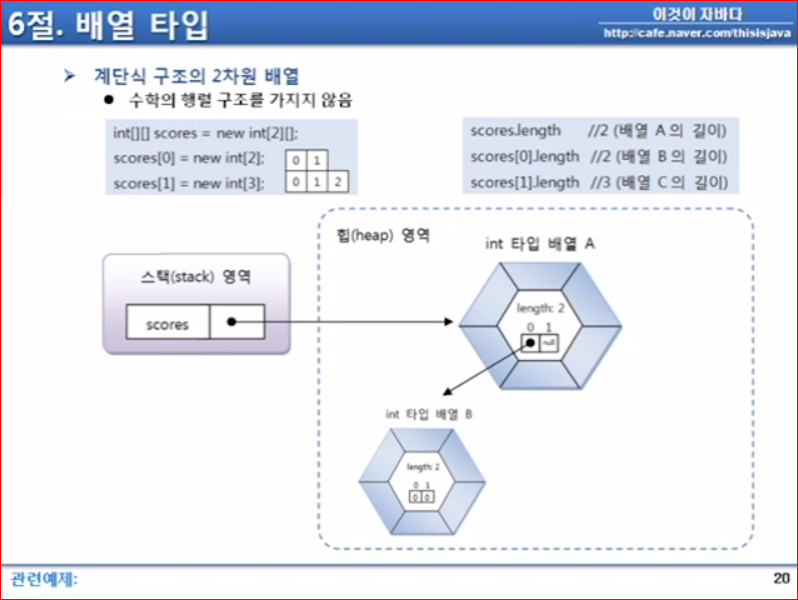 6절. 배열 타입
이것이 자바다
http://cafe.naver.com/thisisjava
계단식 구조의 2차원 배열
수학의 행렬 구조를 가지지 않음
int[][] scores = new int[2][];
scores[0] = new int[2];
0 1
scores[1] = new int[3];
0 1 2
scores.length //2 (배열 A의 길이)
scores[0].length //2 (배열 B의 길이)
scores[1].length //3 (배열 C의 길이)
힙(heap) 영역
int 타입 배열 A
스택(stack) 영역
scores
length: 2
0 1
null
int 타입 배열 B
length: 2
0 1
0 0
관련예제:
20